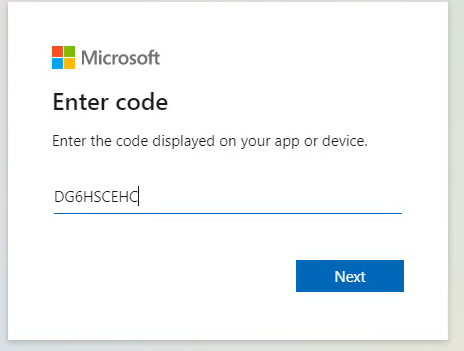 Microsoft
Enter code
Enter the code displayed on your app or device.
DG6HSCEHC
Next